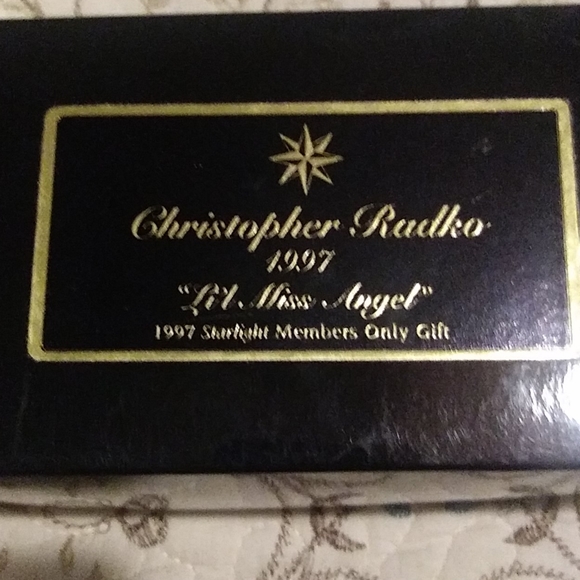 Christopher Radko
1997
"Li'l Miss Angel"
1997 Starlight Members Only Gift